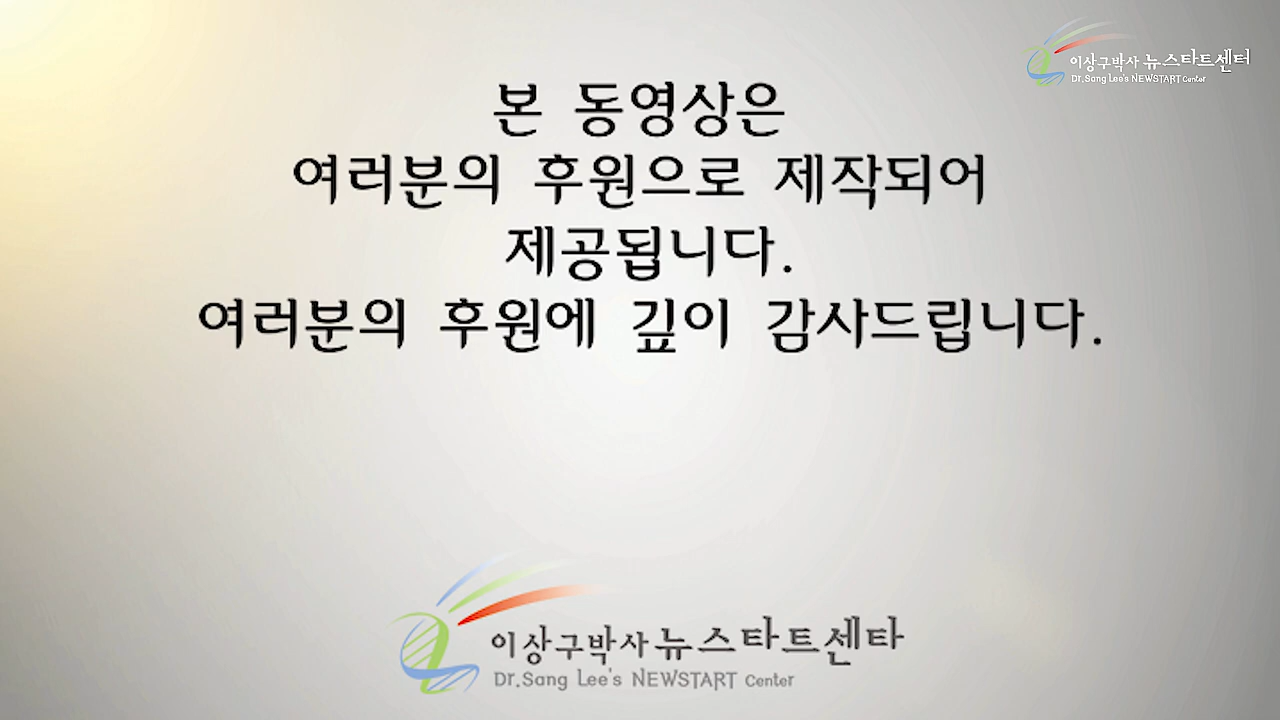 이상구박사 뉴스타트센터
Dr.Sang Lee's NEWSTART Center
본 동영상은
여러분의 후원으로 제작되어
제공됩니다.
여러분의 후원에 깊이 감사드립니다.
이상구박사 뉴스타트센타
Dr.Sang Lee's NEWSTART Center